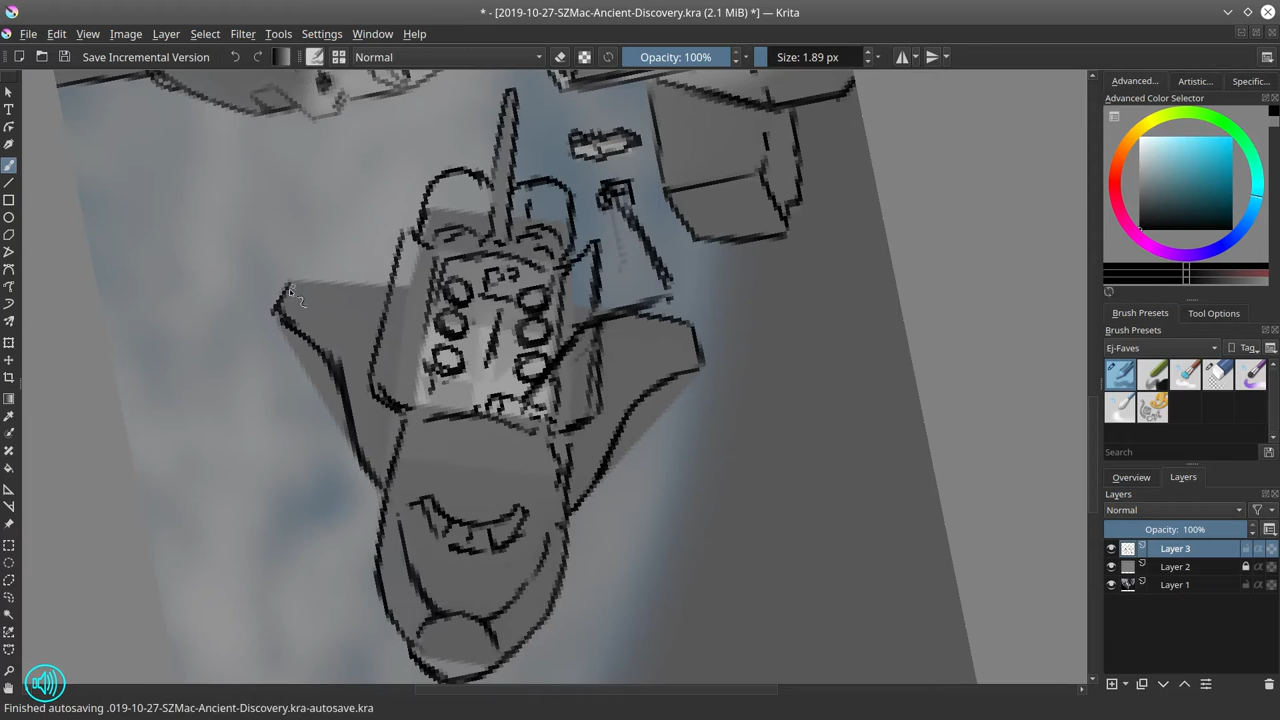 * - [2019-10-27-SZMac-Ancient-Discovery.kra (2.1 MiB) *] — Krita
File Edit View Image Layer Select Filter Tools Settings Window Help
Save Incremental Version Normal Opacity: 100% Size: 1.89 px
Advanced... Artistic... Specific...
Advanced Color Selector
Brush Presets Tool Options
Brush Presets
Ej-Faves Tag
Search
Overview Layers
Layers
Normal
Opacity: 100%
Layer 3
Layer 2
Layer 1
Finished autosaving .019-10-27-SZMac-Ancient-Discovery.kra-autosave.kra